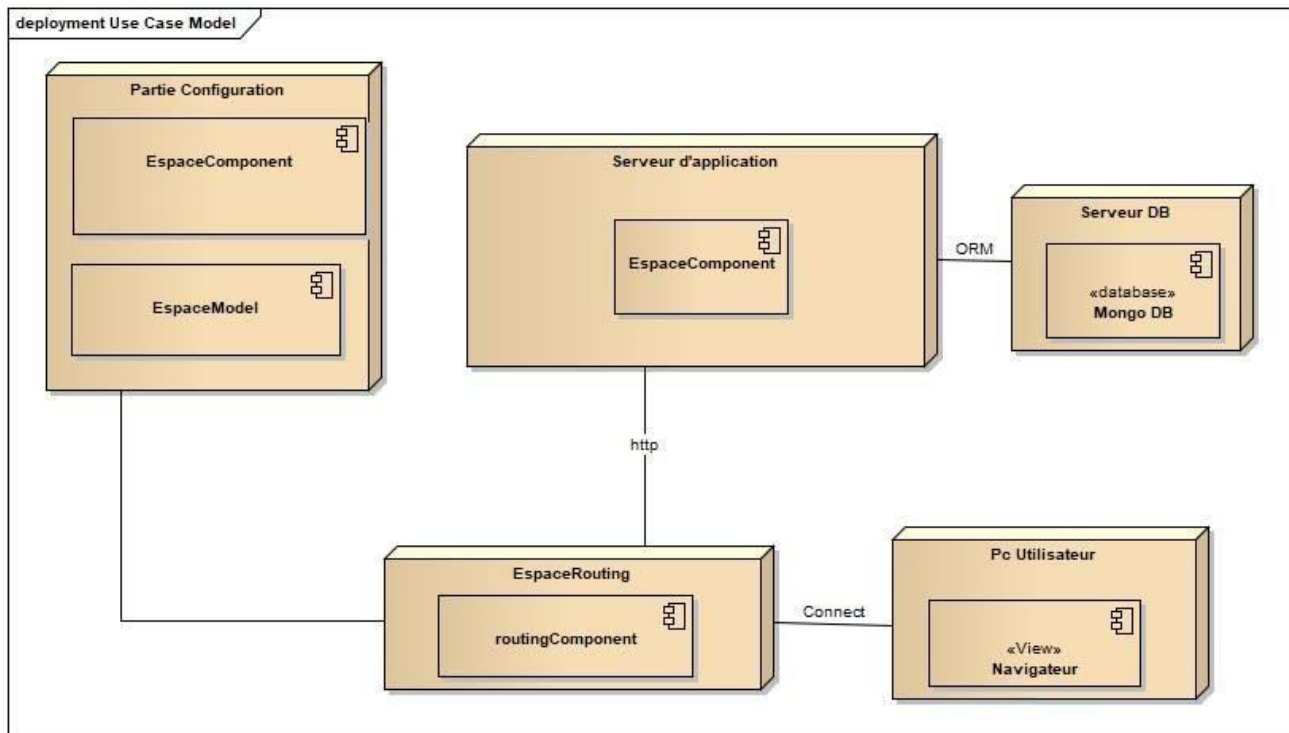 deployment Use Case Model
Partie Configuration
EspaceComponent
EspaceModel
Serveur d'application
EspaceComponent
ORM
Serveur DB
«database»
Mongo DB
http
EspaceRouting
routingComponent
Connect
Pc Utilisateur
«View»
Navigateur